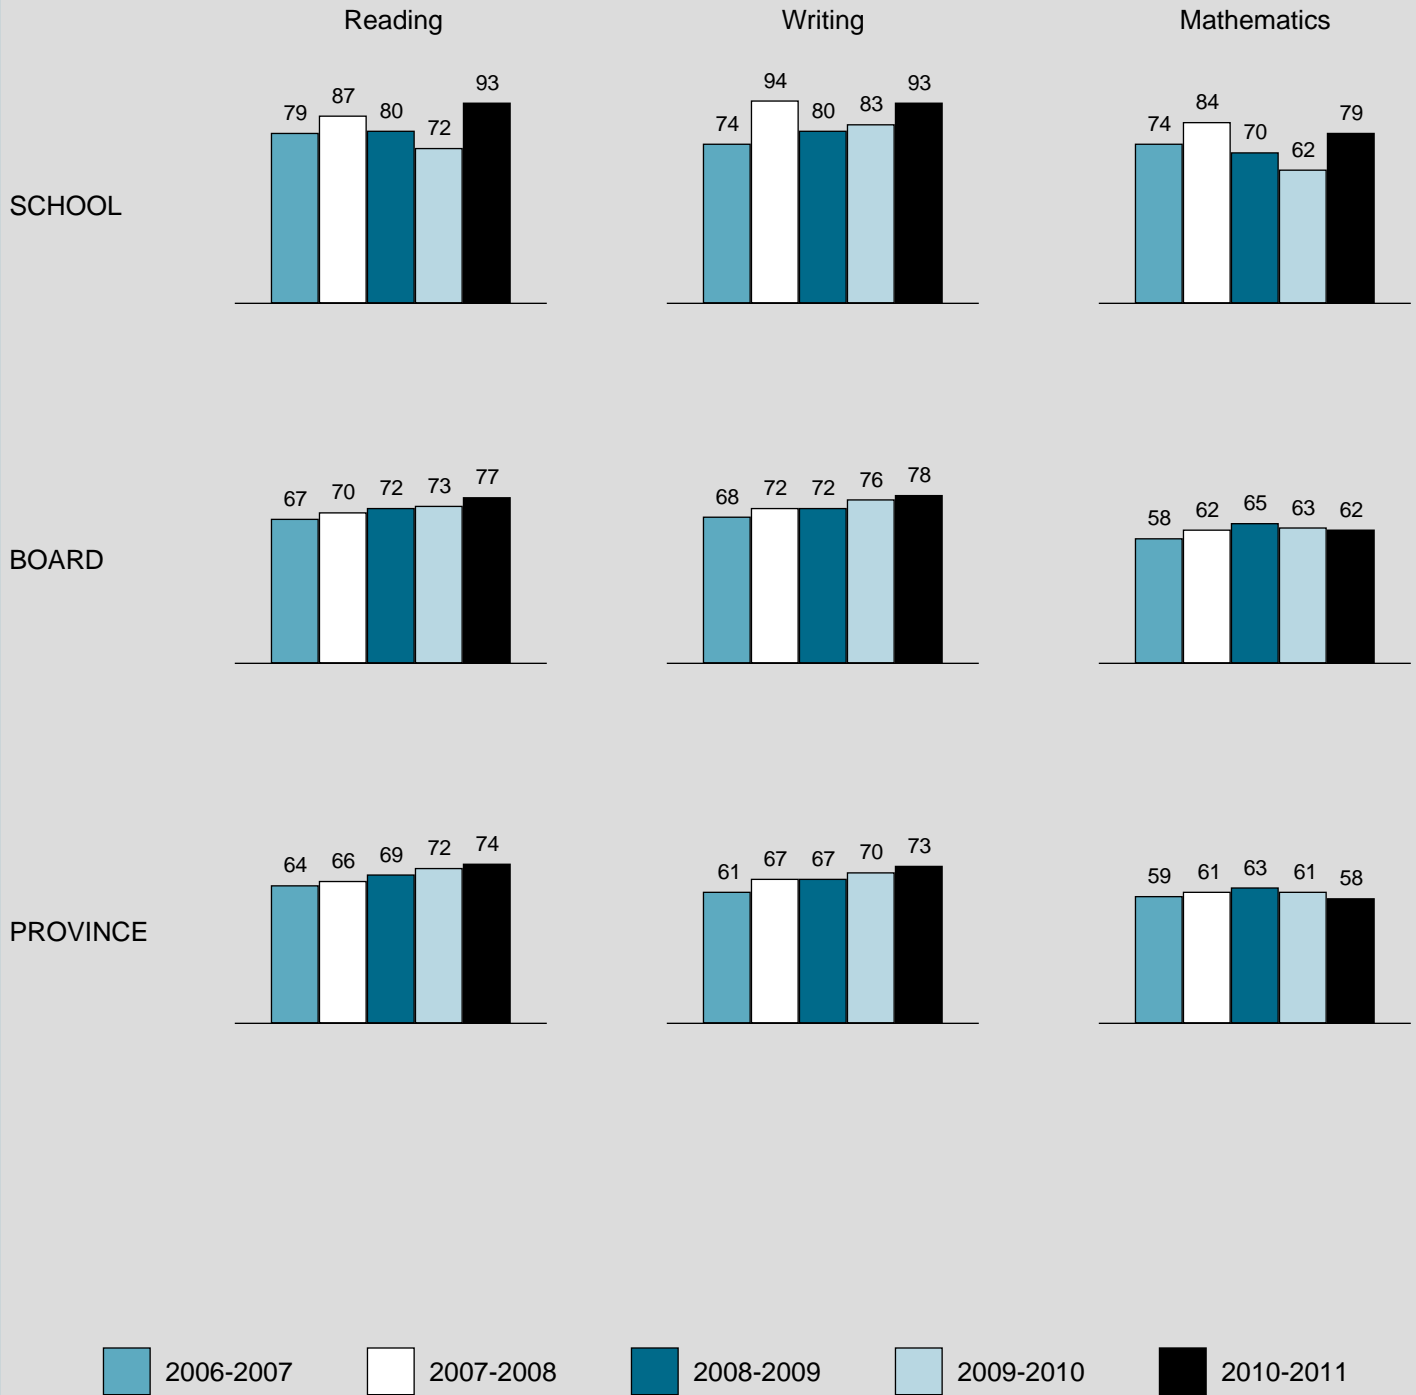 Reading Writing Mathematics
79 87 80 72 93
74 94 80 83 93
74 84 70 62 79
SCHOOL
67 70 72 73 77
68 72 72 76 78
58 62 65 63 62
BOARD
64 66 69 72 74
61 67 67 70 73
59 61 63 61 58
PROVINCE
2006-2007 2007-2008 2008-2009 2009-2010 2010-2011